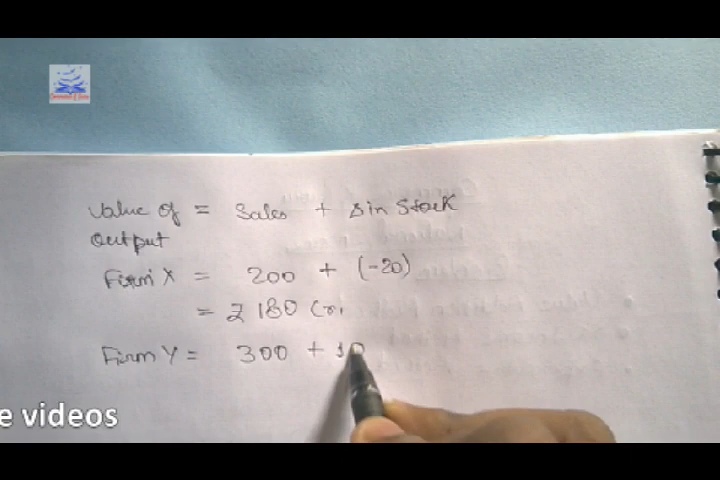 Value of = Sales + Δ in Stock
Output
Firm X = 200 + (-20)
= ₹ 180 Cr.
Firm Y = 300 + 10
e videos